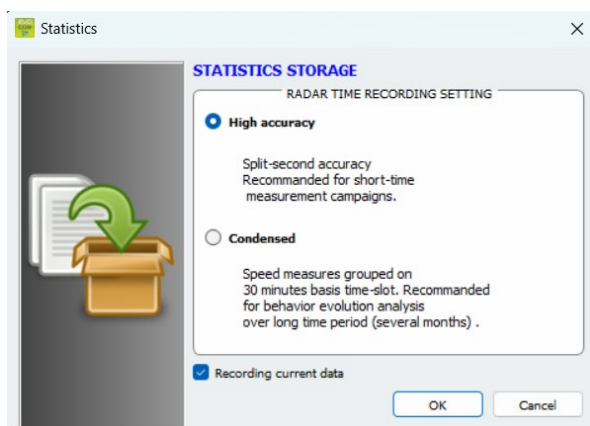 Statistics
STATISTICS STORAGE
RADAR TIME RECORDING SETTING
High accuracy
Split-second accuracy
Recommanded for short-time
measurement campaigns.
Condensed
Speed measures grouped on
30 minutes basis time-slot. Recommanded
for behavior evolution analysis
over long time period (several months) .
Recording current data
OK
Cancel